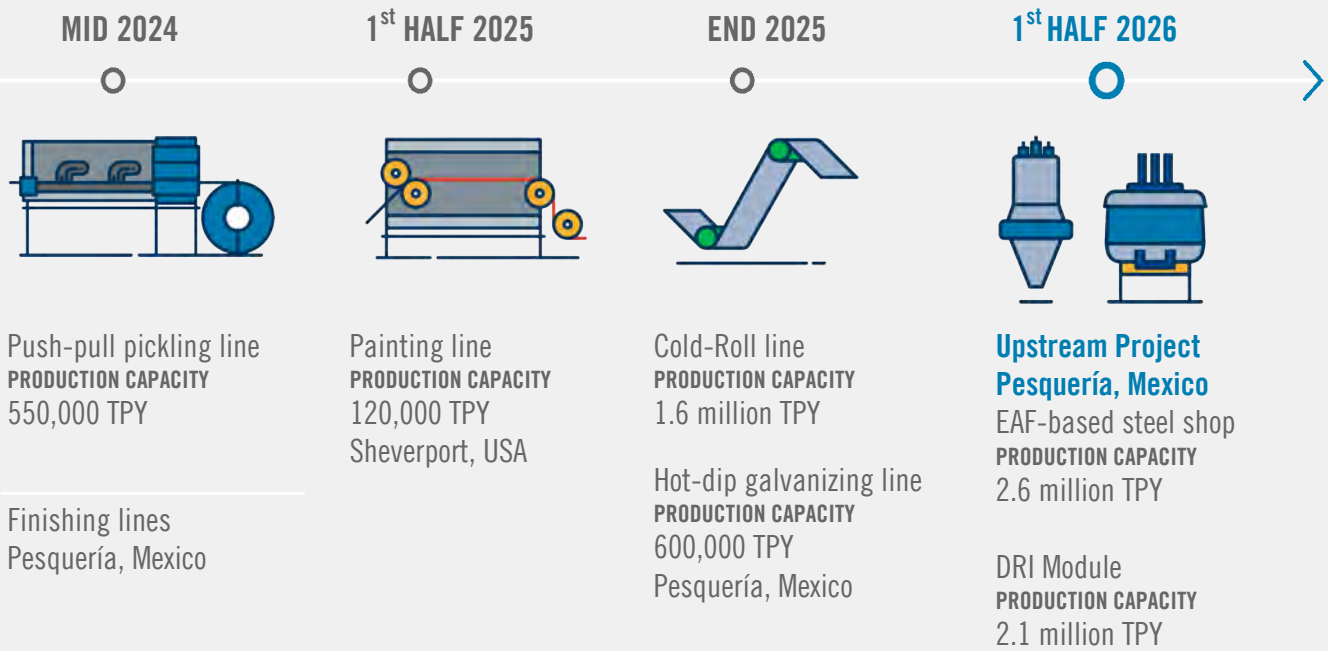 MID 2024
Push-pull pickling line
PRODUCTION CAPACITY
550,000 TPY
Finishing lines
Pesquería, Mexico
1st HALF 2025
Painting line
PRODUCTION CAPACITY
120,000 TPY
Sheverport, USA
END 2025
Cold-Roll line
PRODUCTION CAPACITY
1.6 million TPY
Hot-dip galvanizing line
PRODUCTION CAPACITY
600,000 TPY
Pesquería, Mexico
1st HALF 2026
Upstream Project
Pesquería, Mexico
EAF-based steel shop
PRODUCTION CAPACITY
2.6 million TPY
DRI Module
PRODUCTION CAPACITY
2.1 million TPY